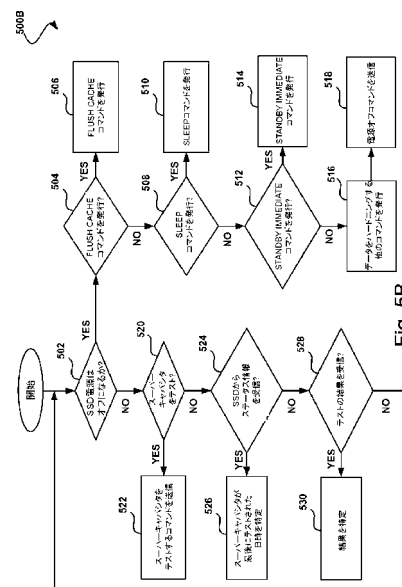 500B
開始
502
SSD電源は
オフになるか?
YES
NO
504
FLUSH CACHE
コマンドを発行?
YES
NO
506
FLUSH CACHE
コマンドを発行
508
SLEEP
コマンドを発行?
YES
NO
510
SLEEPコマンドを発行
512
STANDBY IMMEDIATE
コマンドを発行?
YES
NO
514
STANDBY IMMEDIATE
コマンドを発行
516
データをハードニングする
他のコマンドを発行
518
電源オフコマンドを送信
520
スーパー
キャパシタ
をテスト?
YES
NO
522
スーパーキャパシタを
テストするコマンドを送信
524
SSDから
ステータス情報
を受信?
YES
NO
526
スーパーキャパシタが
最後にテストされた
日時を特定
528
テストの結果を受信?
YES
NO
530
結果を特定
Fig. 5B